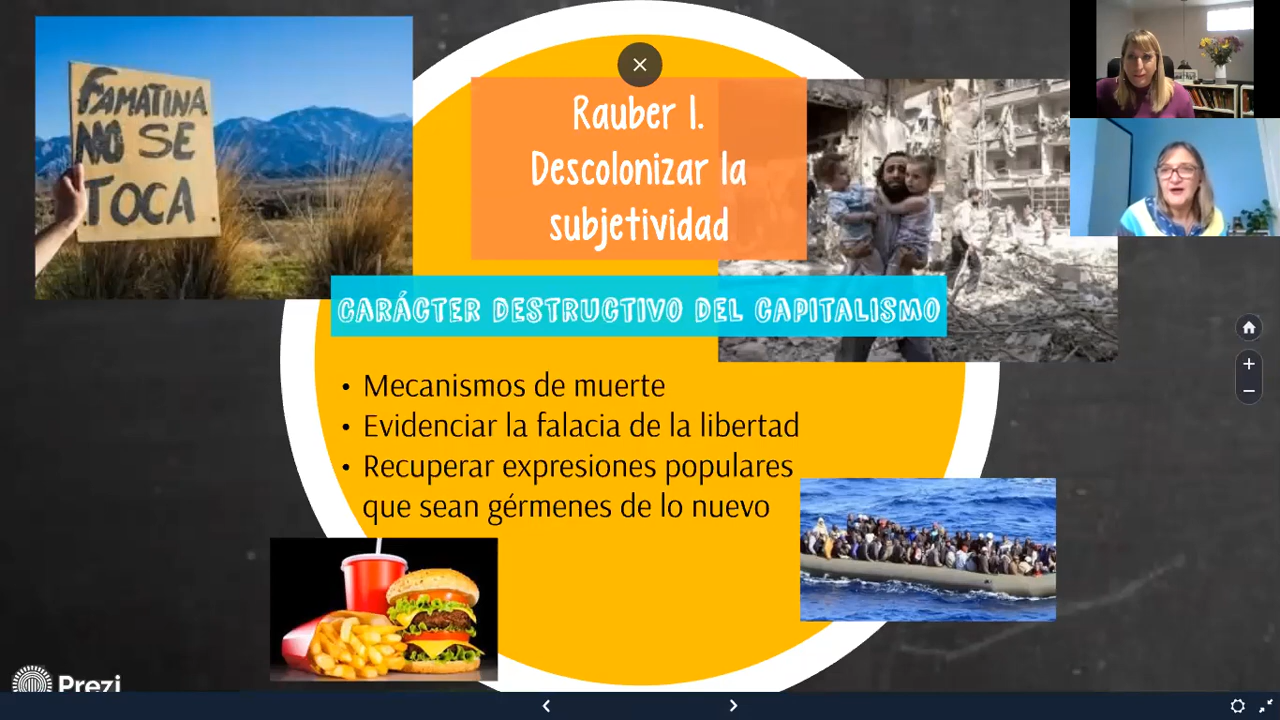 FAMATINA
NO SE
TOCA
Rauber 1.
Descolonizar la
subjetividad
CARÁCTER DESTRUCTIVO DEL CAPITALISMO
• Mecanismos de muerte
• Evidenciar la falacia de la libertad
• Recuperar expresiones populares
que sean gérmenes de lo nuevo
Prezi